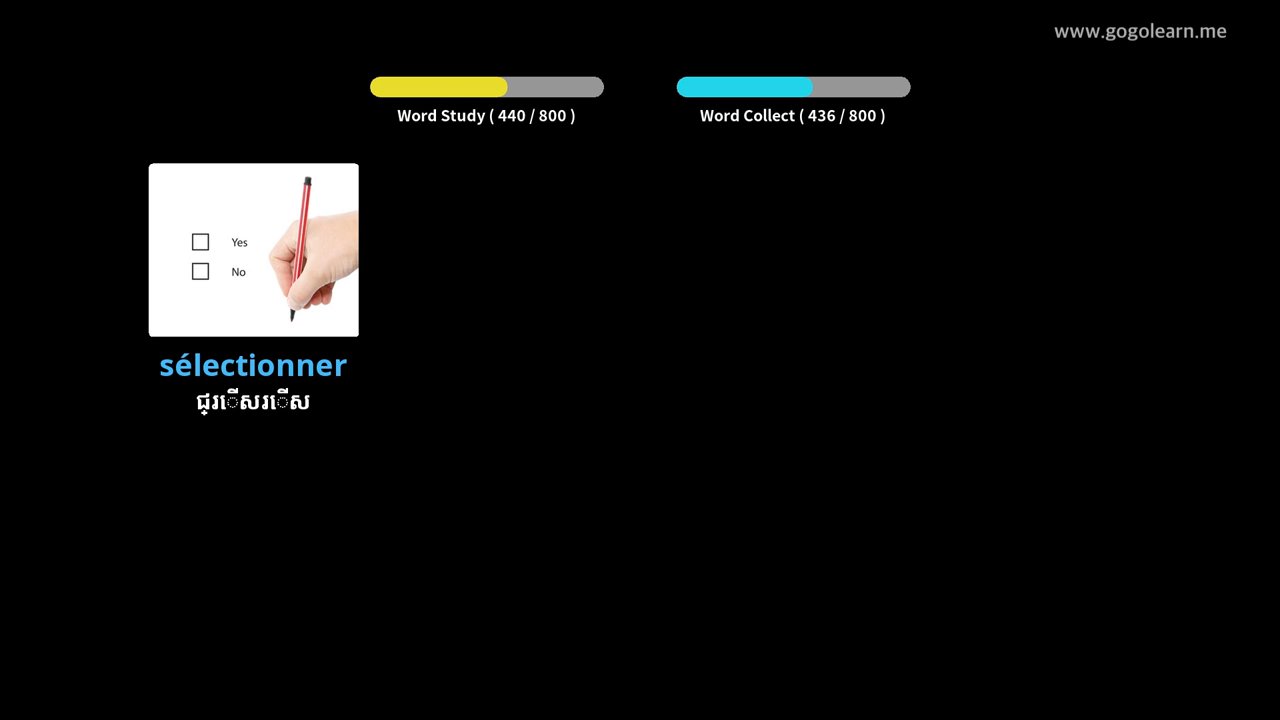 www.gogolearn.me
Word Study ( 440 / 800 )
Word Collect ( 436 / 800 )
Yes
No
sélectionner
ជ្រើសរើស